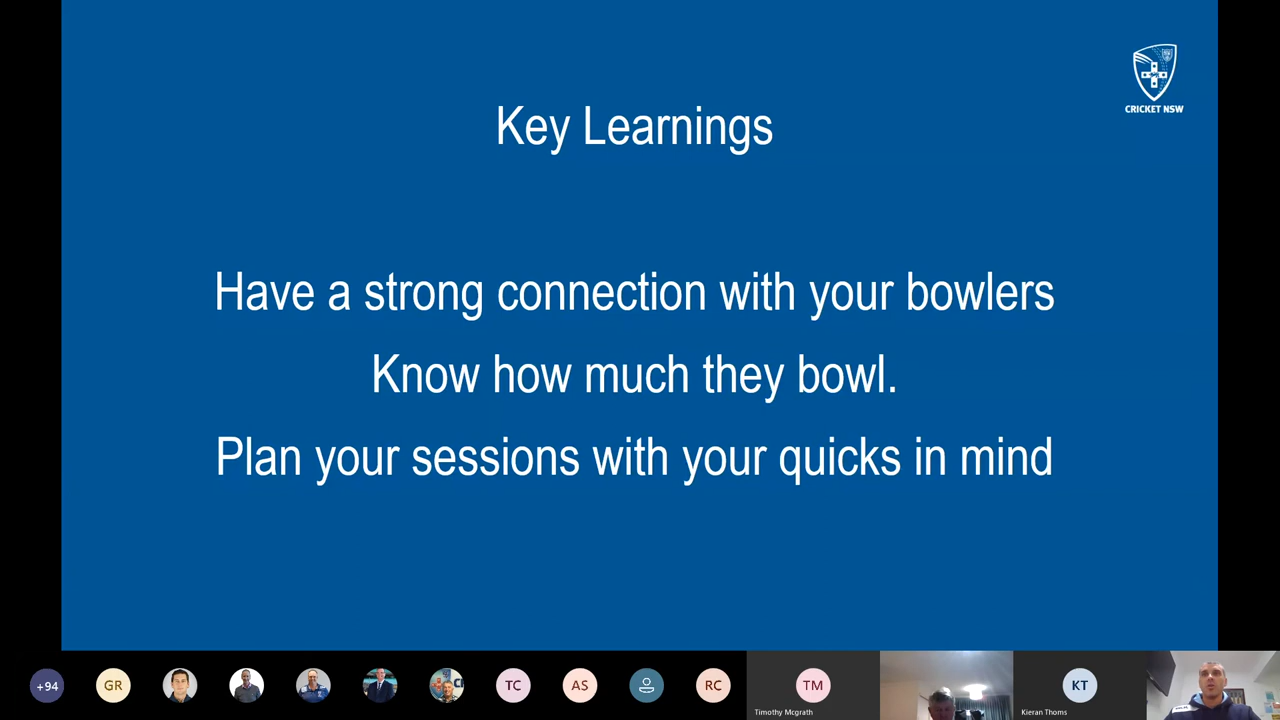 CRICKET NSW
Key Learnings
Have a strong connection with your bowlers
Know how much they bowl.
Plan your sessions with your quicks in mind
+94
GR
TC
AS
RC
TM
Timothy Mcgrath
KT
Kieran Thoms